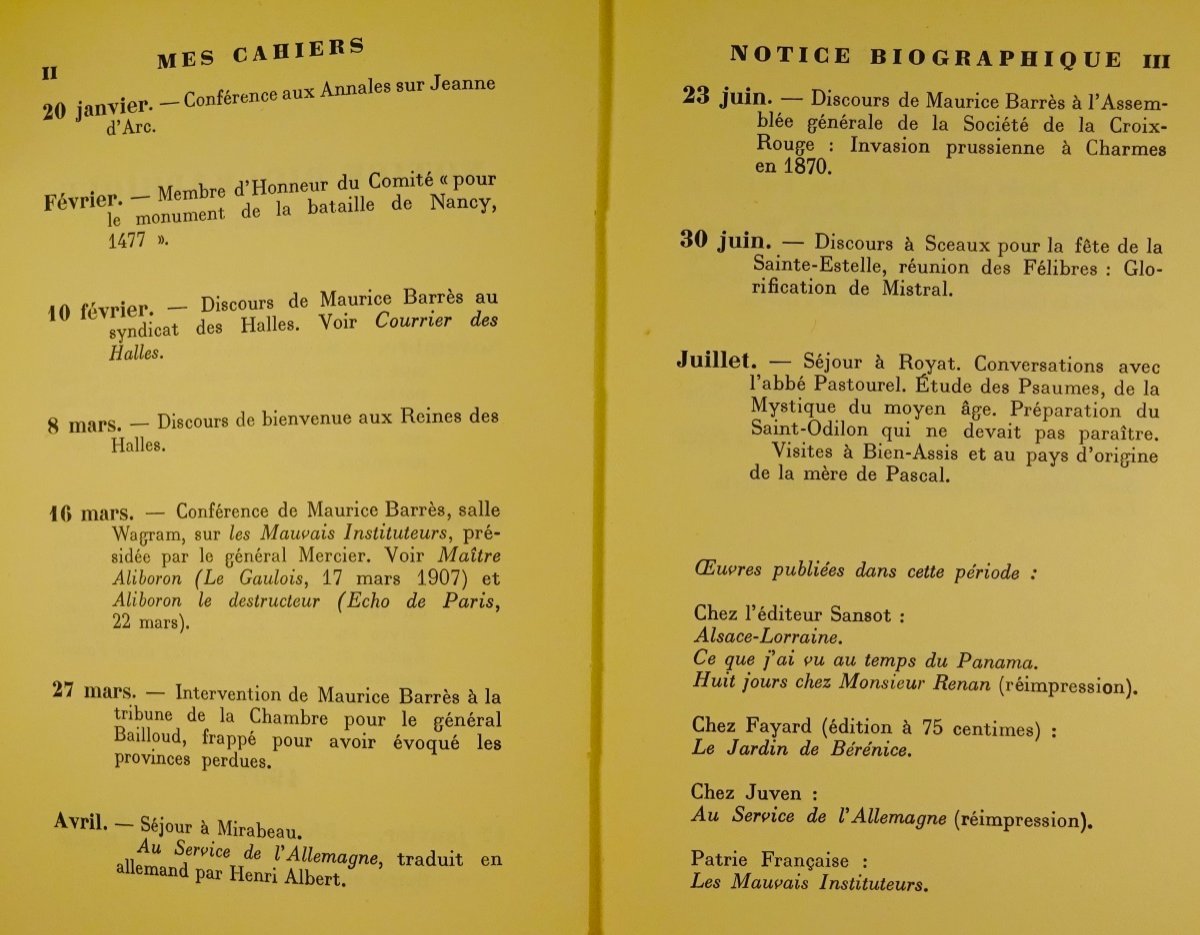 II MES CAHIERS
20 janvier. — Conférence aux Annales sur Jeanne
d'Arc.
Février. — Membre d'Honneur du Comité « pour
le monument de la bataille de Nancy,
1477 ».
10 février. — Discours de Maurice Barrès au
syndicat des Halles. Voir Courrier des
Halles.
8 mars. — Discours de bienvenue aux Reines des
Halles.
16 mars. — Conférence de Maurice Barrès, salle
Wagram, sur les Mauvais Instituteurs, pré-
sidée par le général Mercier. Voir Maître
Aliboron (Le Gaulois, 17 mars 1907) et
Aliboron le destructeur (Echo de Paris,
22 mars).
27 mars. — Intervention de Maurice Barrès à la
tribune de la Chambre pour le général
Bailloud, frappé pour avoir évoqué les
provinces perdues.
Avril. — Séjour à Mirabeau.
Au Service de l'Allemagne, traduit en
allemand par Henri Albert.
NOTICE BIOGRAPHIQUE III
23 juin. — Discours de Maurice Barrès à l'Assem-
blée générale de la Société de la Croix-
Rouge : Invasion prussienne à Charmes
en 1870.
30 juin. — Discours à Sceaux pour la fête de la
Sainte-Estelle, réunion des Félibres : Glo-
rification de Mistral.
Juillet. — Séjour à Royat. Conversations avec
l'abbé Pastourel. Étude des Psaumes, de la
Mystique du moyen âge. Préparation du
Saint-Odilon qui ne devait pas paraître.
Visites à Bien-Assis et au pays d'origine
de la mère de Pascal.
Œuvres publiées dans cette période :
Chez l'éditeur Sansot :
Alsace-Lorraine.
Ce que j'ai vu au temps du Panama.
Huit jours chez Monsieur Renan (réimpression).
Chez Fayard (édition à 75 centimes) :
Le Jardin de Bérénice.
Chez Juven :
Au Service de l'Allemagne (réimpression).
Patrie Française :
Les Mauvais Instituteurs.